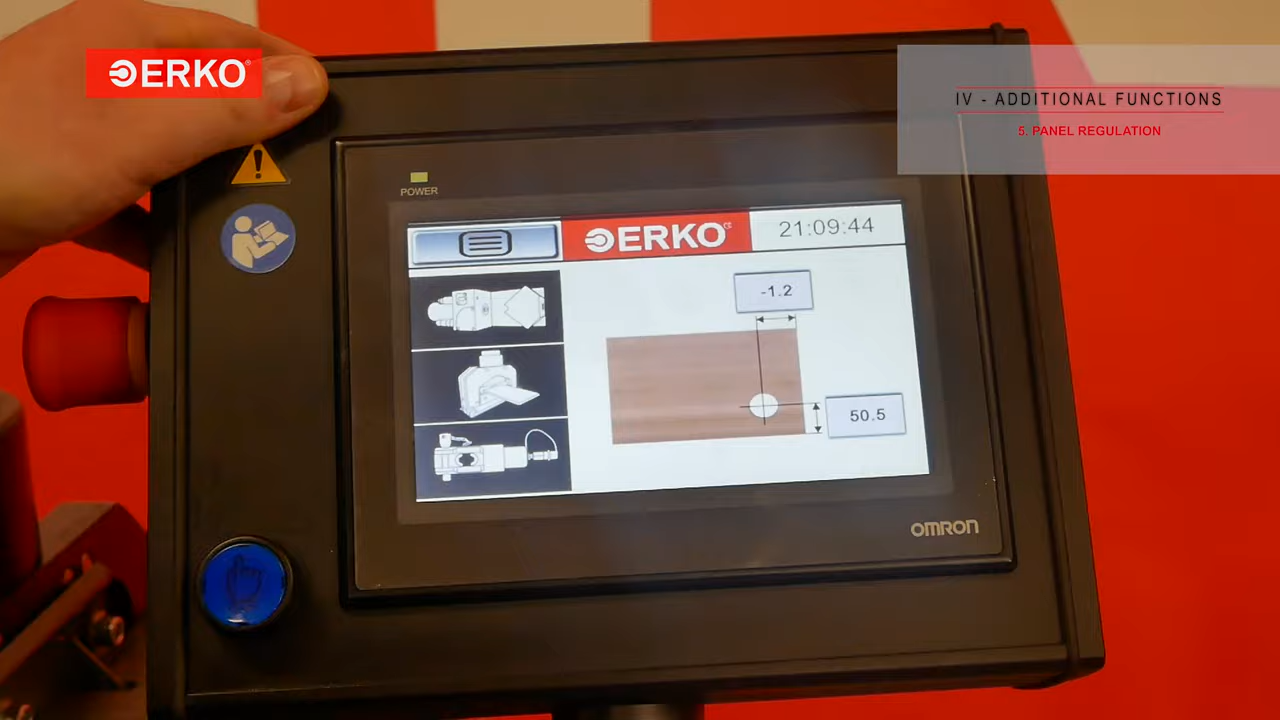 ERKO
IV - ADDITIONAL FUNCTIONS
5. PANEL REGULATION
POWER
ERKO
21:09:44
-1.2
50.5
OMRON